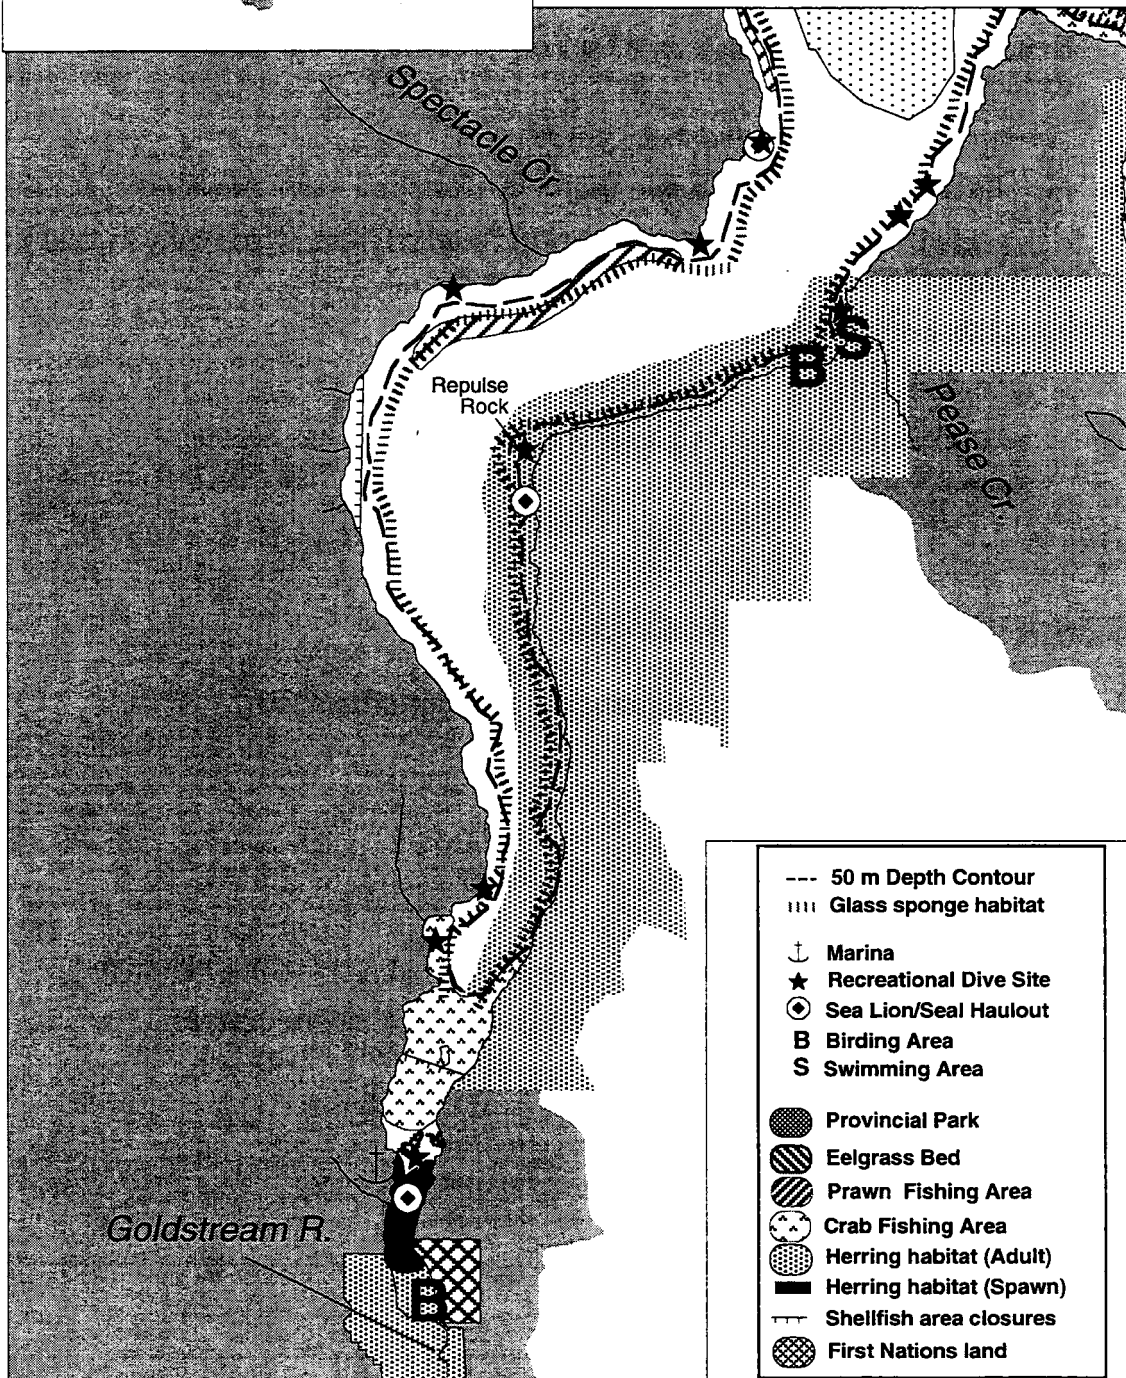 Spectacle Cr.
Repulse
Rock
B
S
Pease Cr.
Goldstream R.
B
50 m Depth Contour
Glass sponge habitat
Marina
Recreational Dive Site
Sea Lion/Seal Haulout
B Birding Area
S Swimming Area
Provincial Park
Eelgrass Bed
Prawn Fishing Area
Crab Fishing Area
Herring habitat (Adult)
Herring habitat (Spawn)
Shellfish area closures
First Nations land